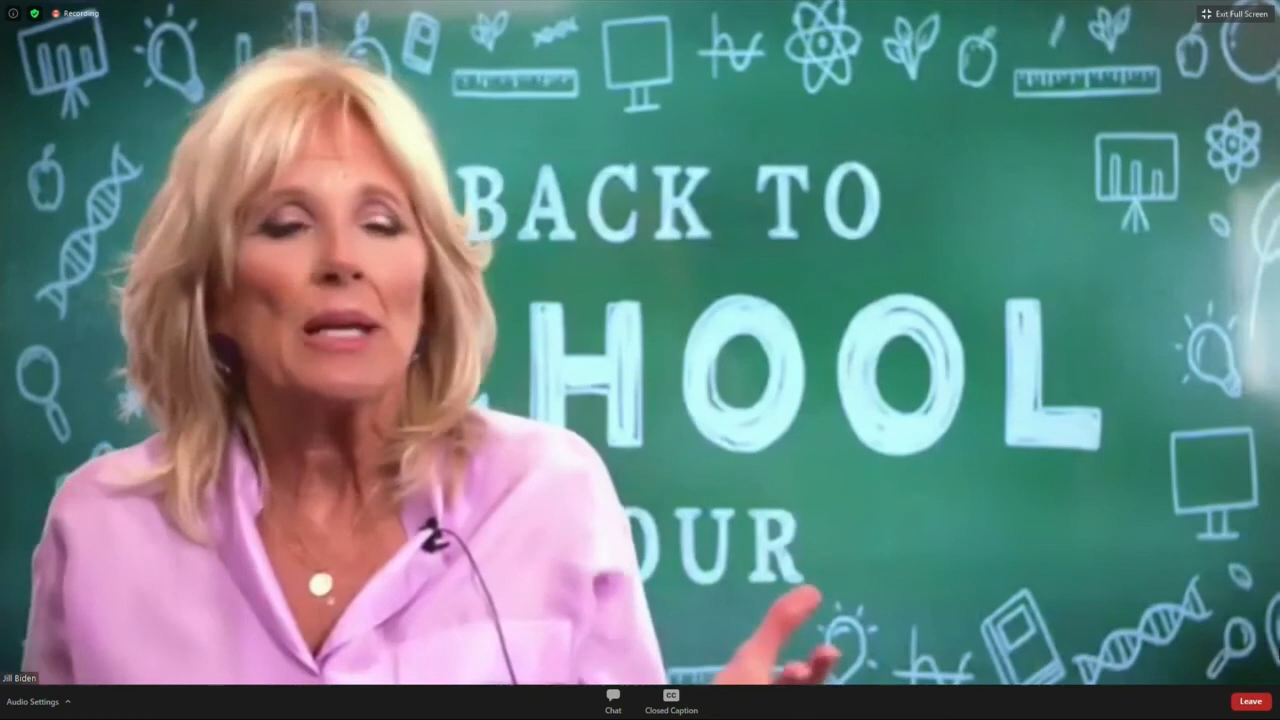 Recording
Exit Full Screen
BACK TO
HOOL
OUR
Jill Biden
Audio Settings
Chat
CC
Closed Caption
Leave